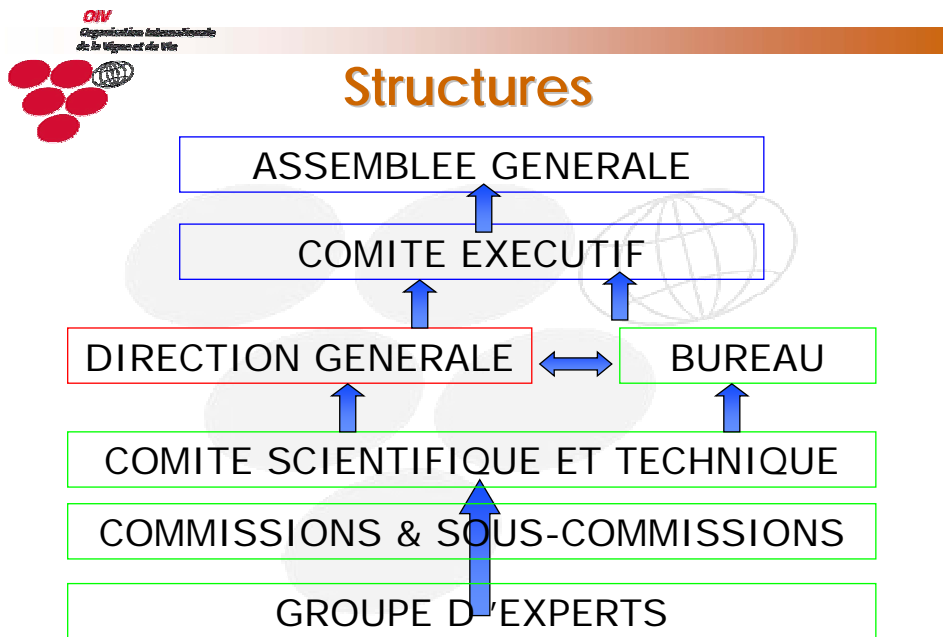 OIV
Organisation Internationale
de la Vigne et du Vin
Structures
ASSEMBLEE GENERALE
COMITE EXECUTIF
DIRECTION GENERALE
BUREAU
COMITE SCIENTIFIQUE ET TECHNIQUE
COMMISSIONS & SOUS-COMMISSIONS
GROUPE D 'EXPERTS